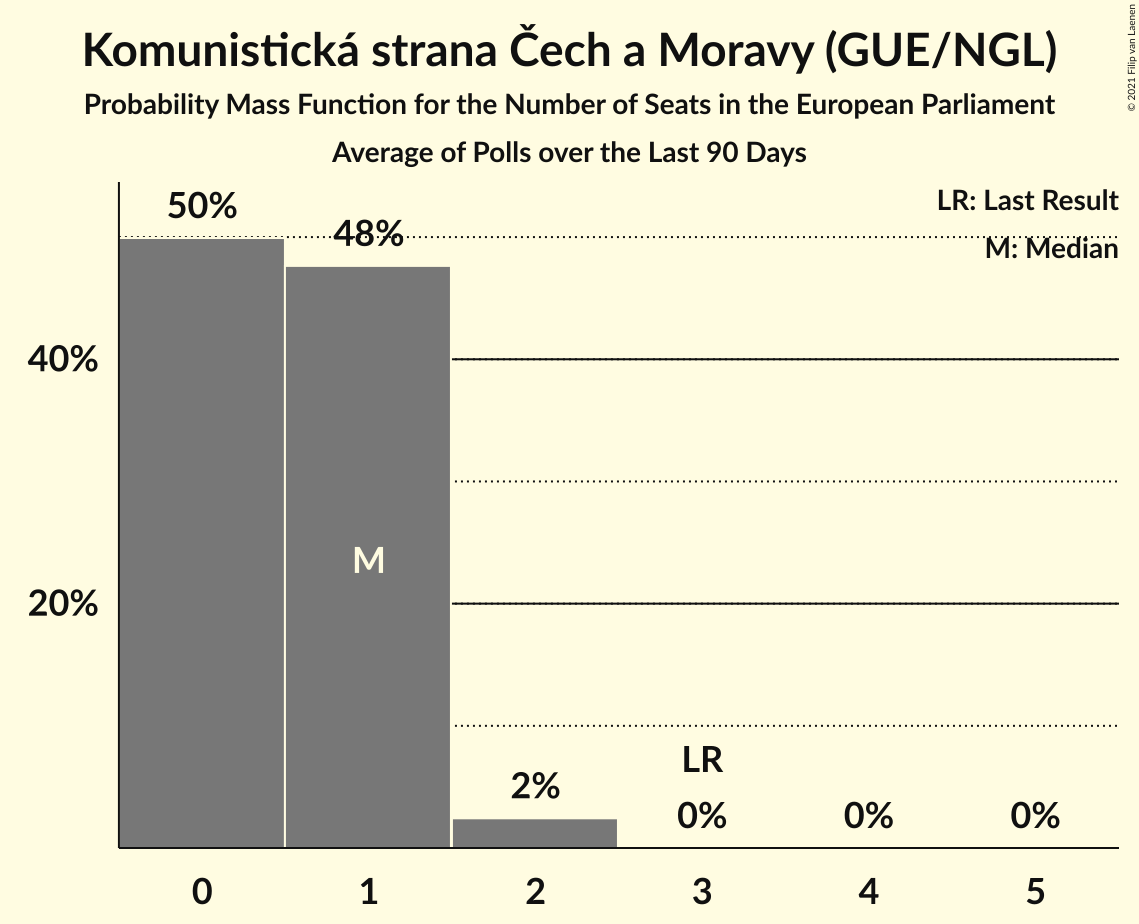 Komunistická strana Čech a Moravy (GUE/NGL)
Probability Mass Function for the Number of Seats in the European Parliament
Average of Polls over the Last 90 Days
© 2021 Filip van Laenen
LR: Last Result
M: Median
50%
48%
40%
M
20%
LR
2%
0%
0%
0%
0
1
2
3
4
5